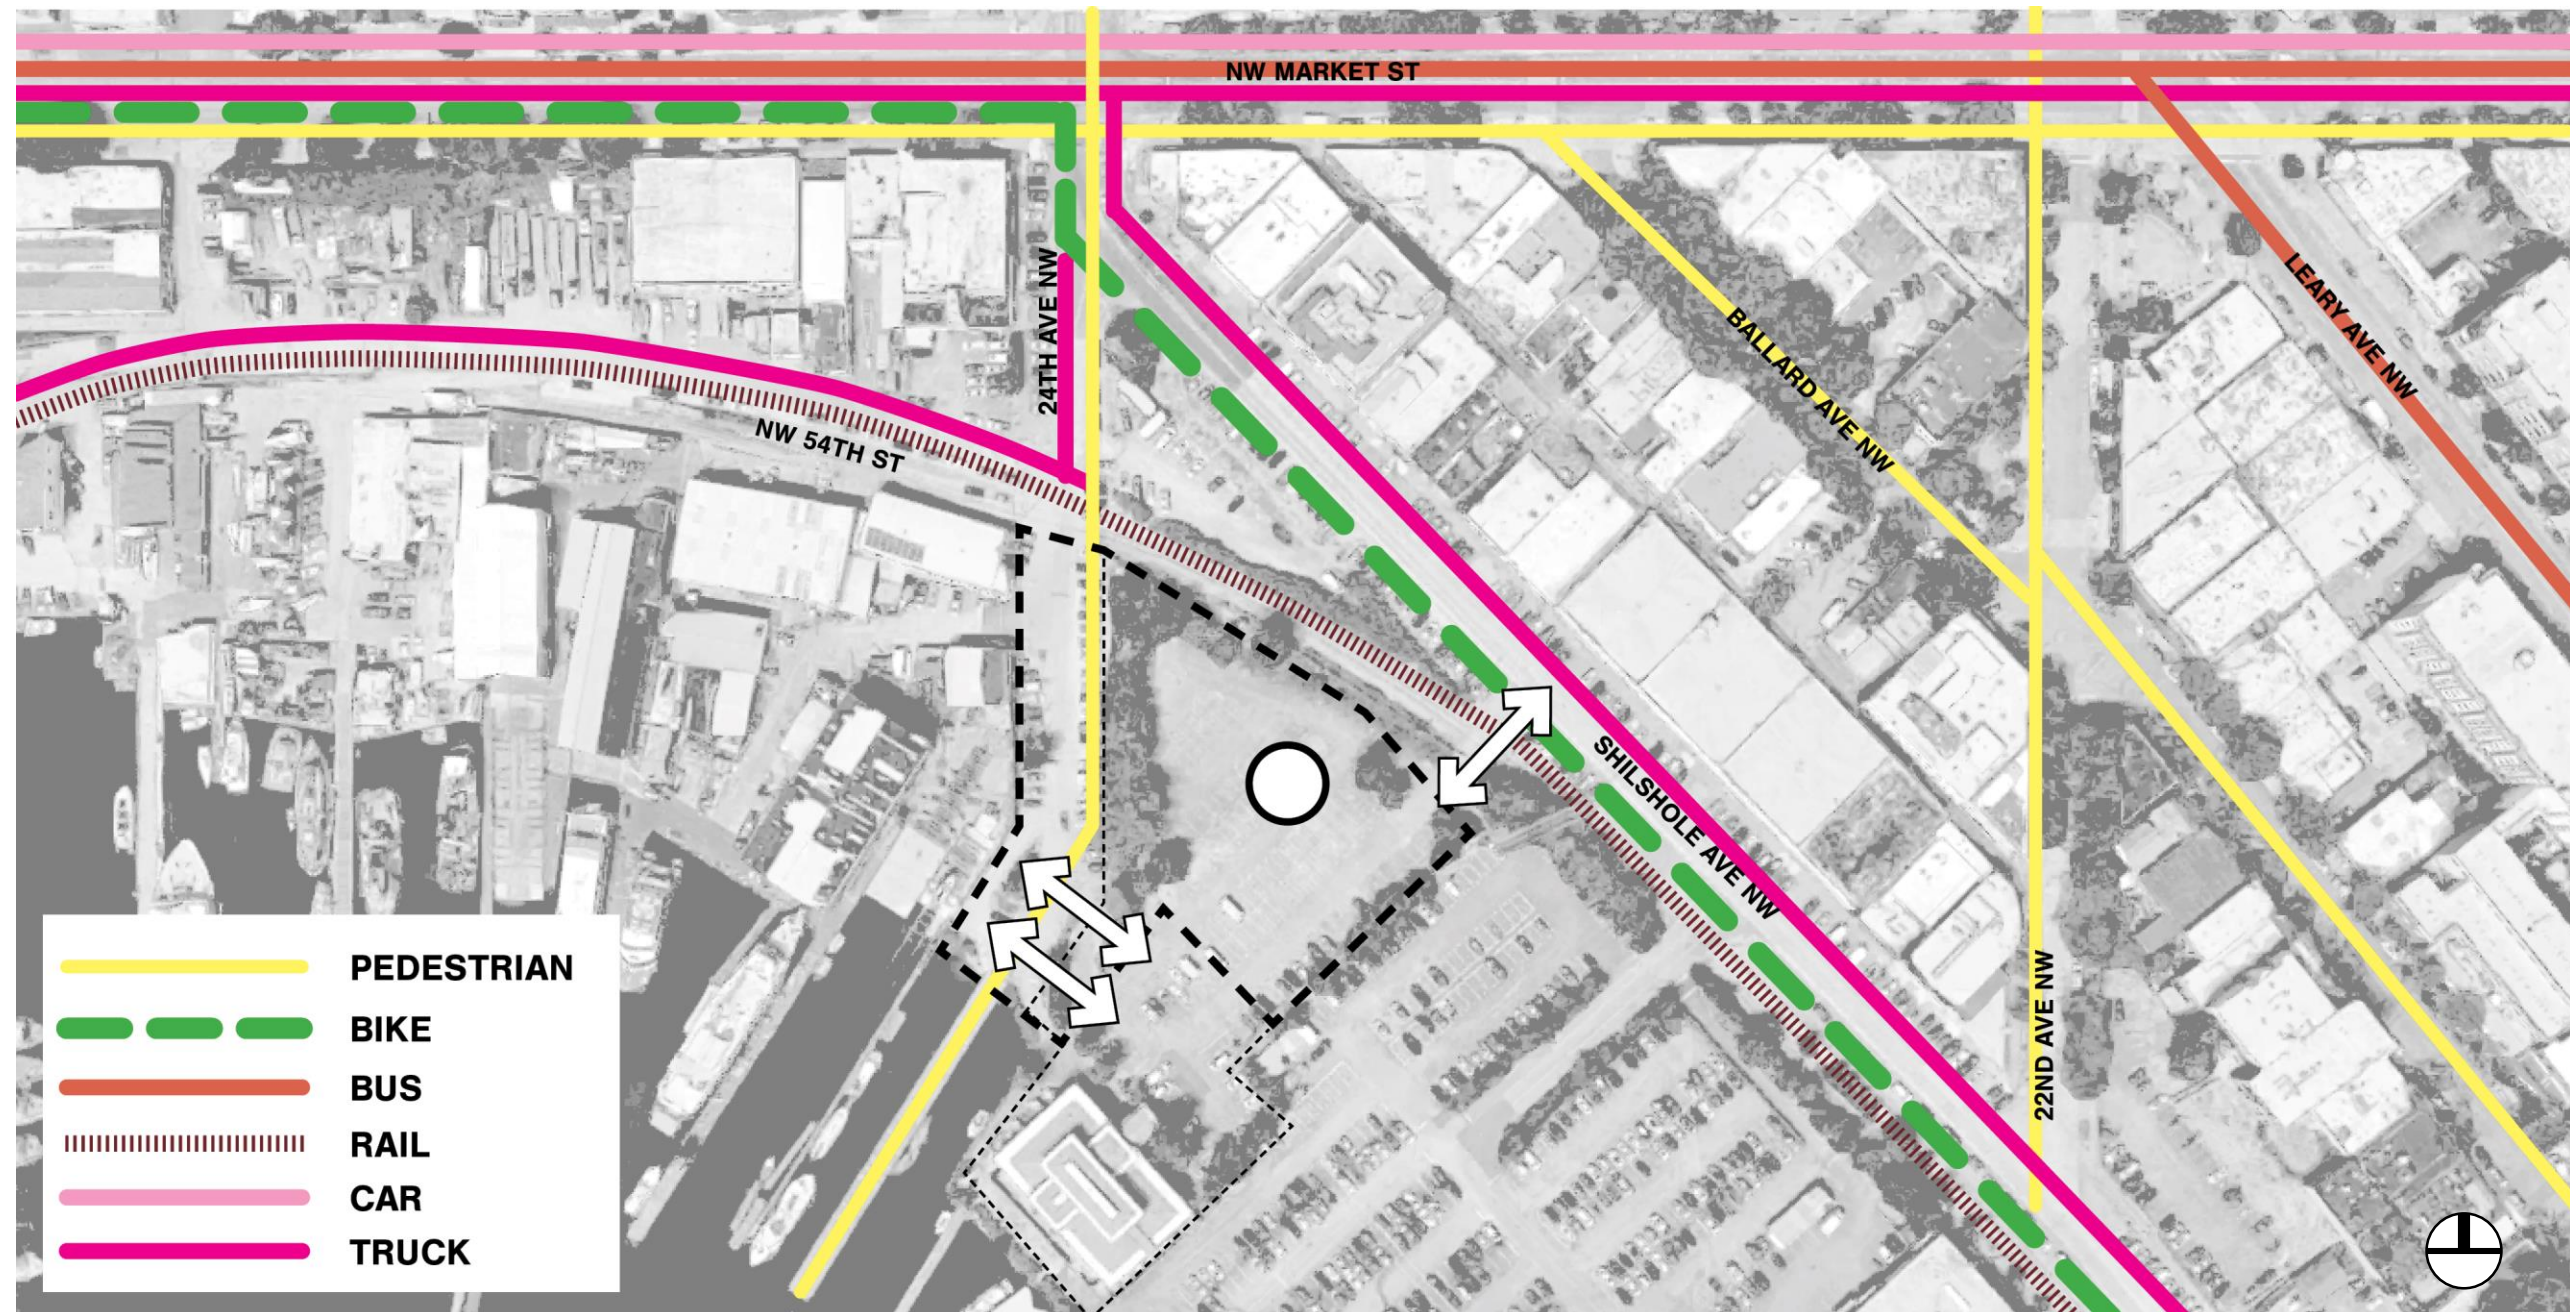 NW MARKET ST
24TH AVE NW
NW 54TH ST
BALLARD AVE NW
LEARY AVE NW
SHILSHOLE AVE NW
22ND AVE NW
PEDESTRIAN
BIKE
BUS
RAIL
CAR
TRUCK